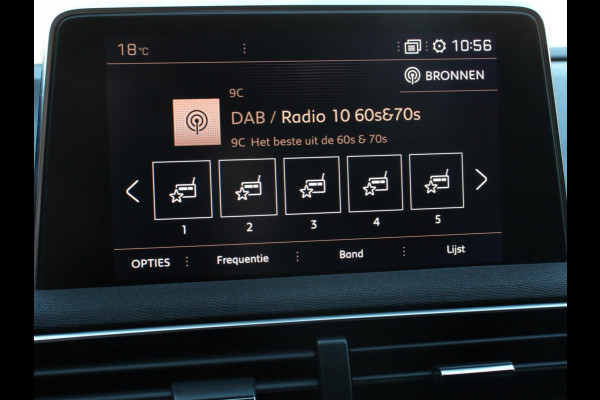 18°C 10:56
BRONNEN
9C
DAB / Radio 10 60s&70s
9C Het beste uit de 60s & 70s
1 2 3 4 5
OPTIES Frequentie Band Lijst